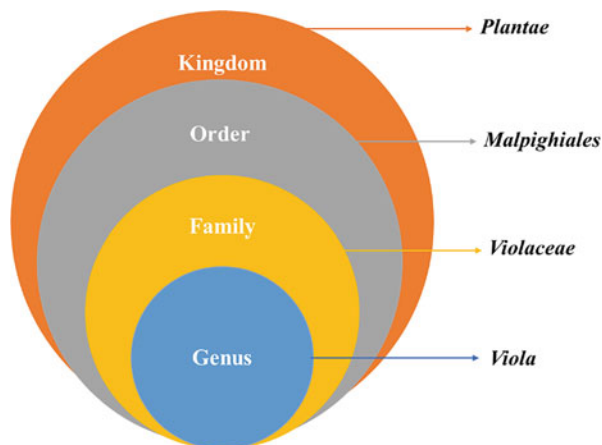 Plantae
Kingdom
Order
Malpighiales
Family
Violaceae
Genus
Viola